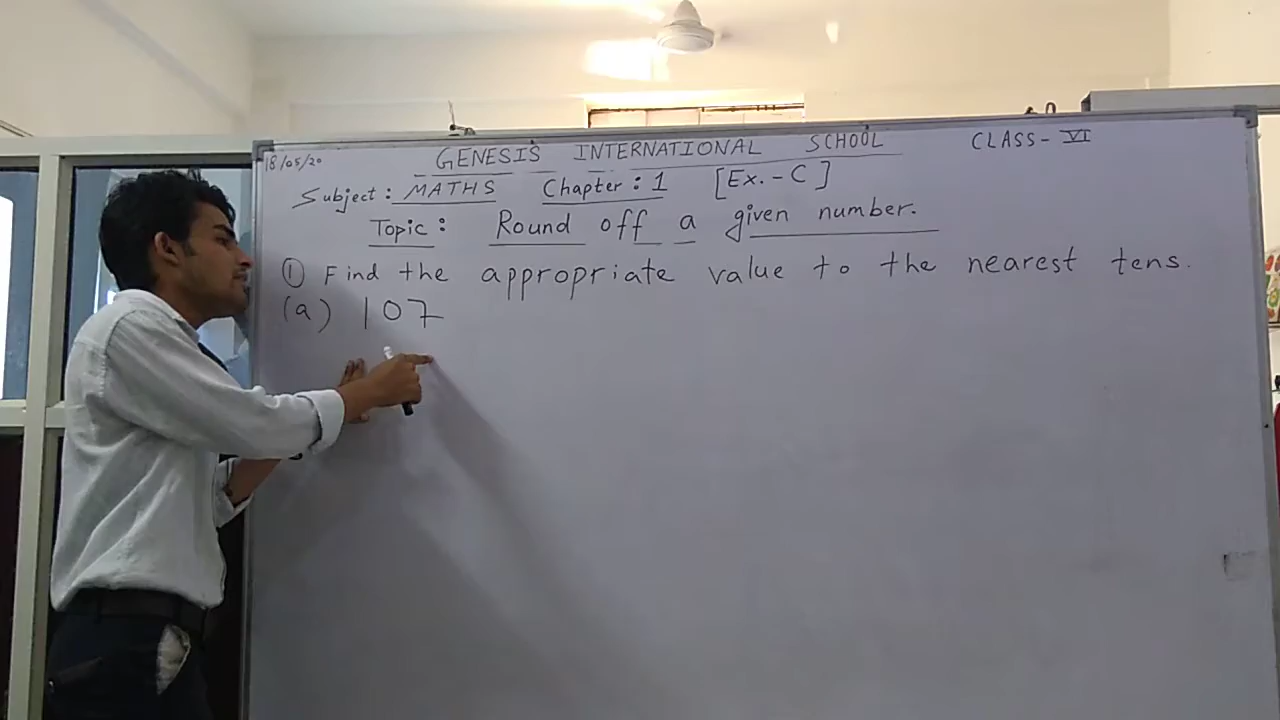 18/05/20
GENESIS INTERNATIONAL SCHOOL CLASS - VI
Subject: MATHS Chapter: 1 [Ex. - C]
Topic: Round off a given number.
① Find the appropriate value to the nearest tens.
(a) 107